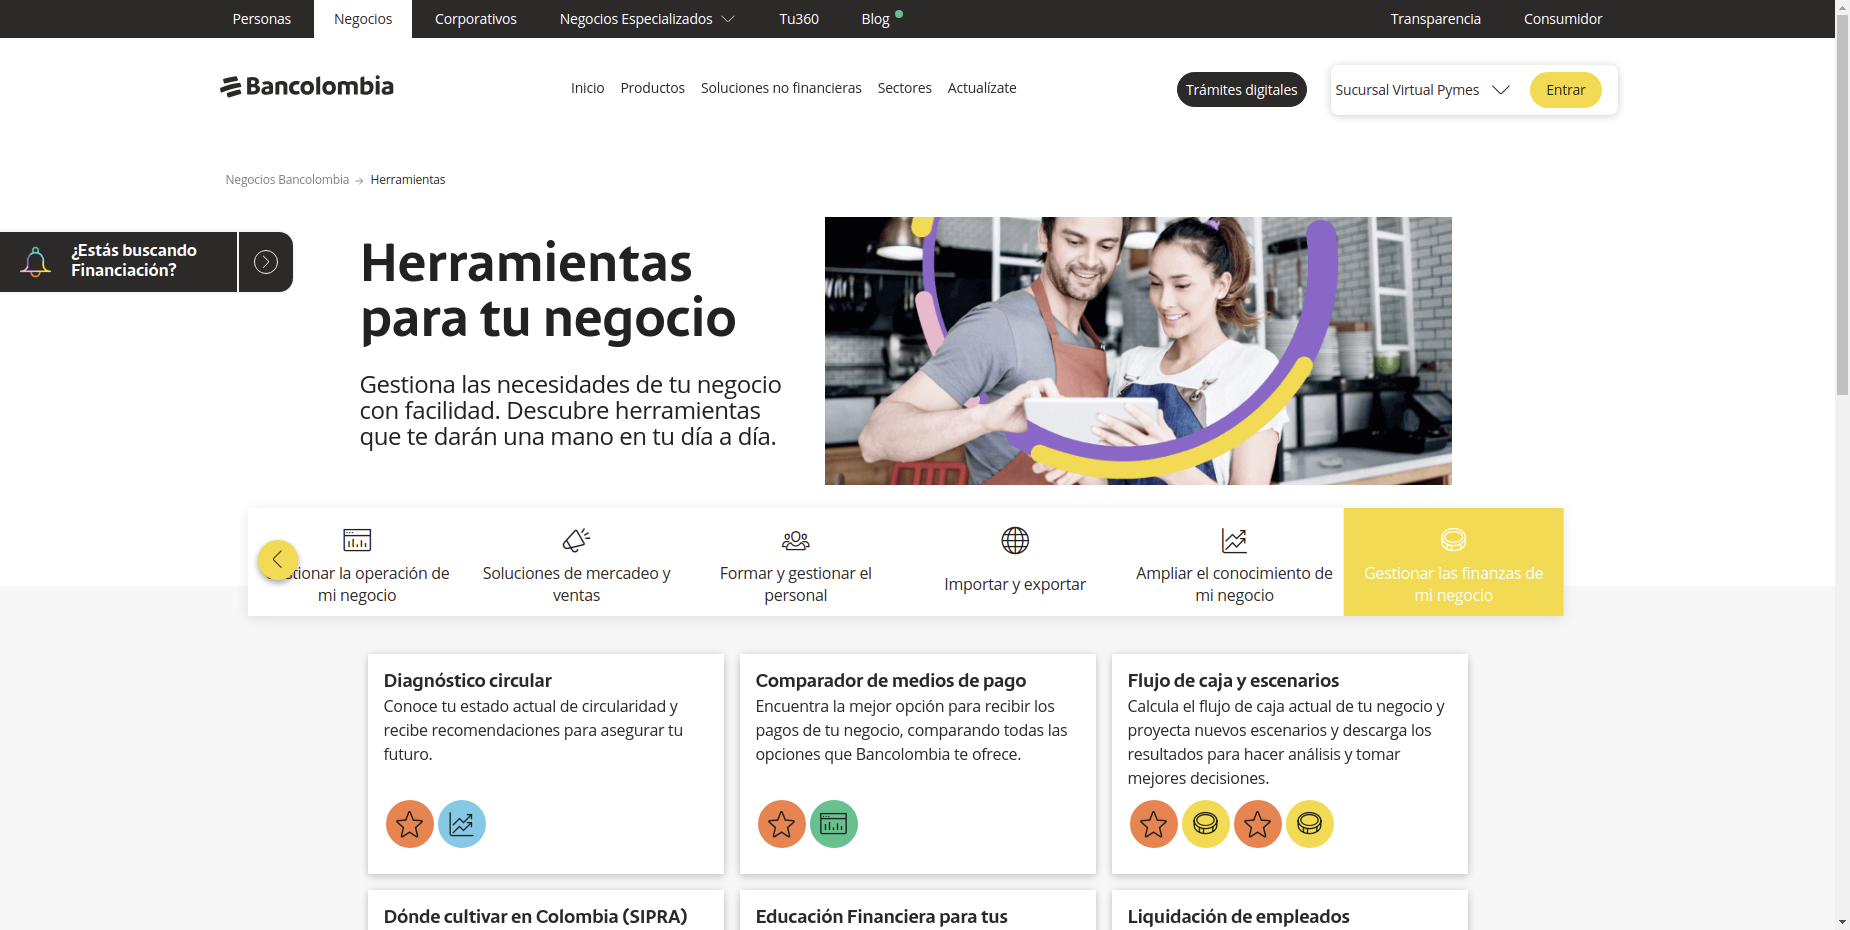 Personas
Negocios
Corporativos
Negocios Especializados
Tu360
Blog
Transparencia
Consumidor
Bancolombia
Inicio
Productos
Soluciones no financieras
Sectores
Actualízate
Trámites digitales
Sucursal Virtual Pymes
Entrar
Negocios Bancolombia → Herramientas
¿Estás buscando
Financiación?
Herramientas
para tu negocio
Gestiona las necesidades de tu negocio
con facilidad. Descubre herramientas
que te darán una mano en tu día a día.
tionar la operación de
mi negocio
Soluciones de mercadeo y
ventas
Formar y gestionar el
personal
Importar y exportar
Ampliar el conocimiento de
mi negocio
Gestionar las finanzas de
mi negocio
Diagnóstico circular
Conoce tu estado actual de circularidad y
recibe recomendaciones para asegurar tu
futuro.
Comparador de medios de pago
Encuentra la mejor opción para recibir los
pagos de tu negocio, comparando todas las
opciones que Bancolombia te ofrece.
Flujo de caja y escenarios
Calcula el flujo de caja actual de tu negocio y
proyecta nuevos escenarios y descarga los
resultados para hacer análisis y tomar
mejores decisiones.
Dónde cultivar en Colombia (SIPRA)
Educación Financiera para tus
Liquidación de empleados